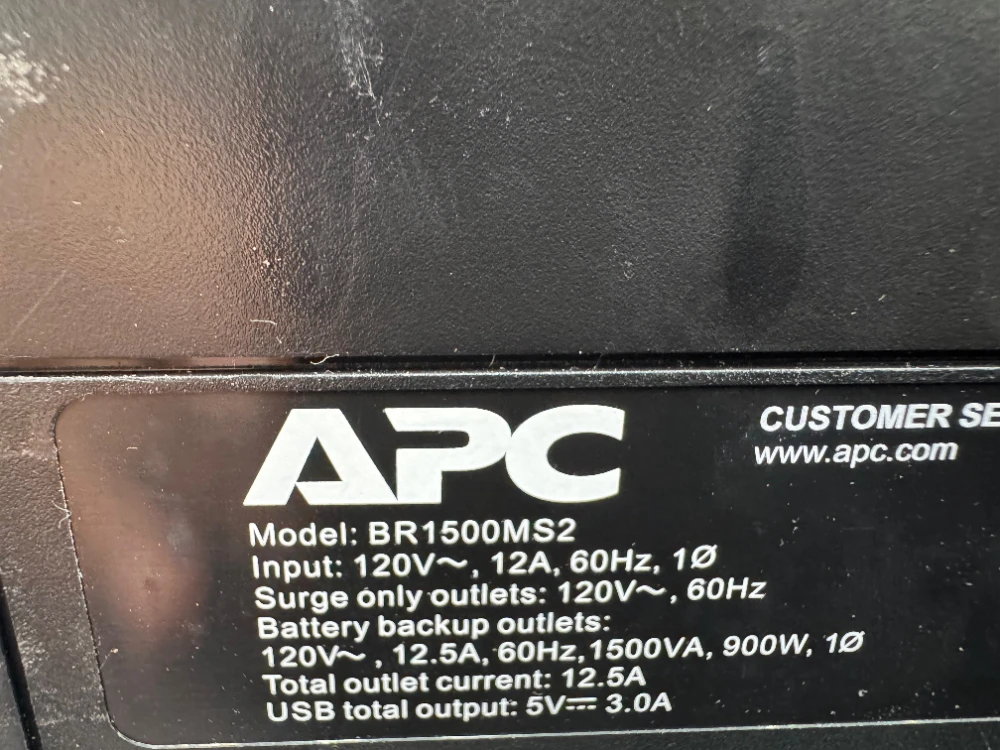 APC
CUSTOMER SE
www.apc.com
Model: BR1500MS2
Input: 120V～, 12A, 60Hz, 1Ø
Surge only outlets: 120V～, 60Hz
Battery backup outlets:
120V～, 12.5A, 60Hz,1500VA, 900W, 1Ø
Total outlet current: 12.5A
USB total output: 5V⎓ 3.0A